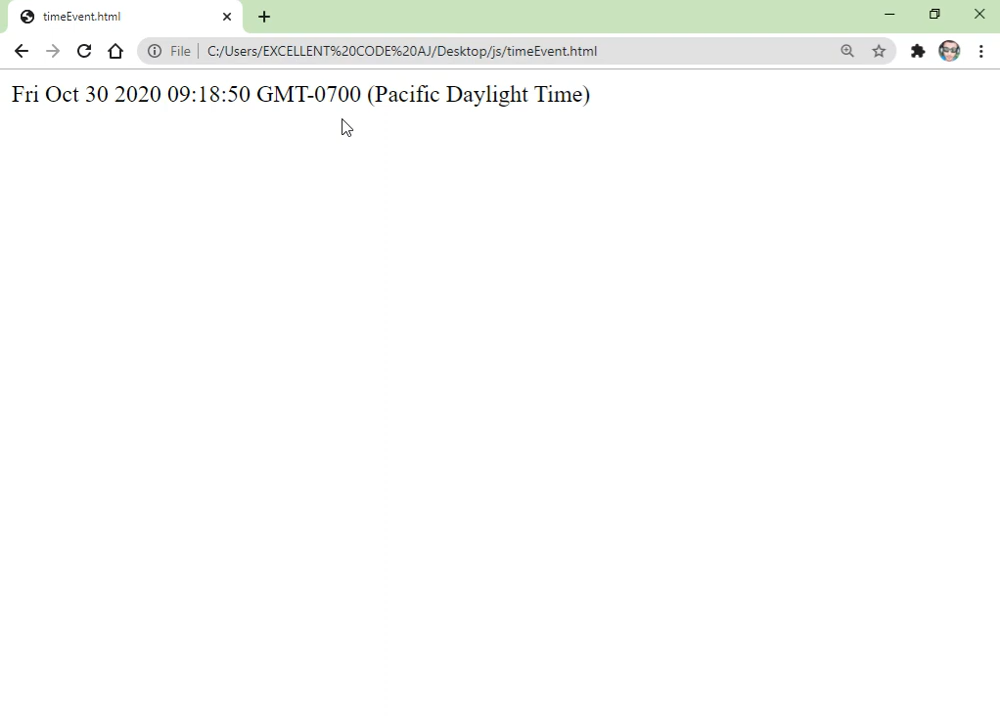 timeEvent.html
File | C:/Users/EXCELLENT%20CODE%20AJ/Desktop/js/timeEvent.html
Fri Oct 30 2020 09:18:50 GMT-0700 (Pacific Daylight Time)